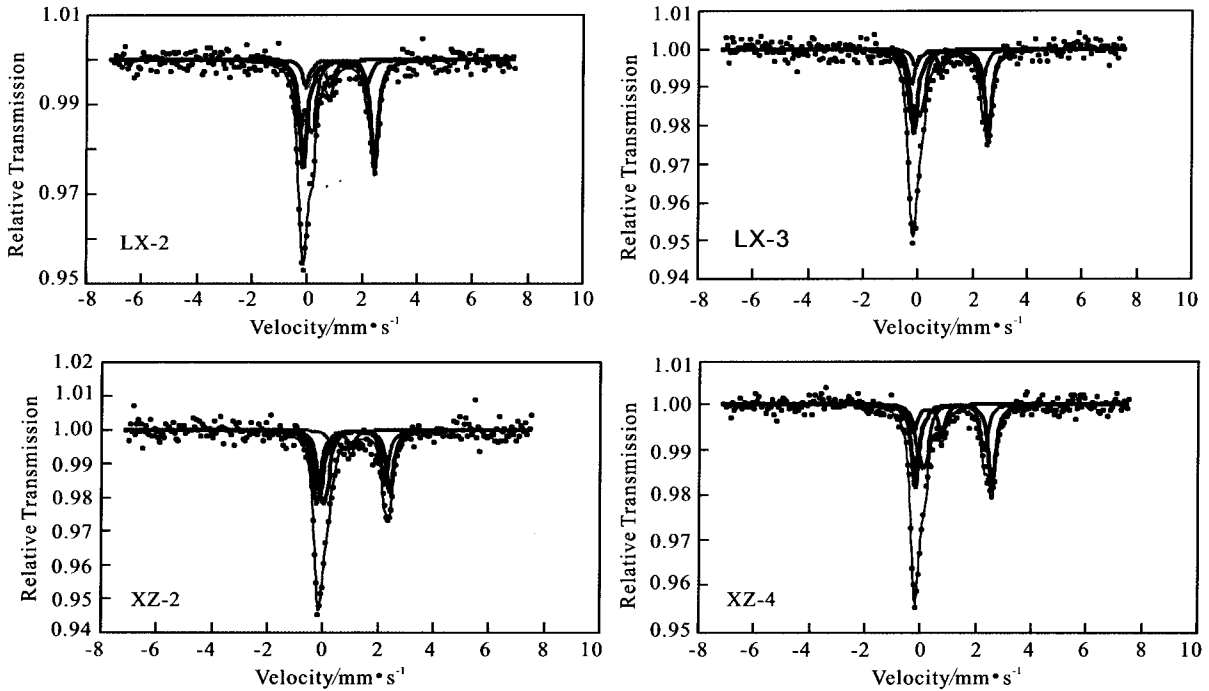 1.01
1.00
0.99
0.97
0.95
Relative Transmission
LX-2
-8 -6 -4 -2 0 2 4 6 8 10
Velocity/mm•s⁻¹
1.01
1.00
0.99
0.98
0.97
0.96
0.95
0.94
Relative Transmission
LX-3
-8 -6 -4 -2 0 2 4 6 8 10
Velocity/mm•s⁻¹
1.02
1.01
1.00
0.99
0.98
0.97
0.96
0.95
0.94
Relative Transmission
XZ-2
-8 -6 -4 -2 0 2 4 6 8 10
Velocity/mm•s⁻¹
1.01
1.00
0.99
0.98
0.97
0.96
0.95
Relative Transmission
XZ-4
-8 -6 -4 -2 0 2 4 6 8 10
Velocity/mm•s⁻¹